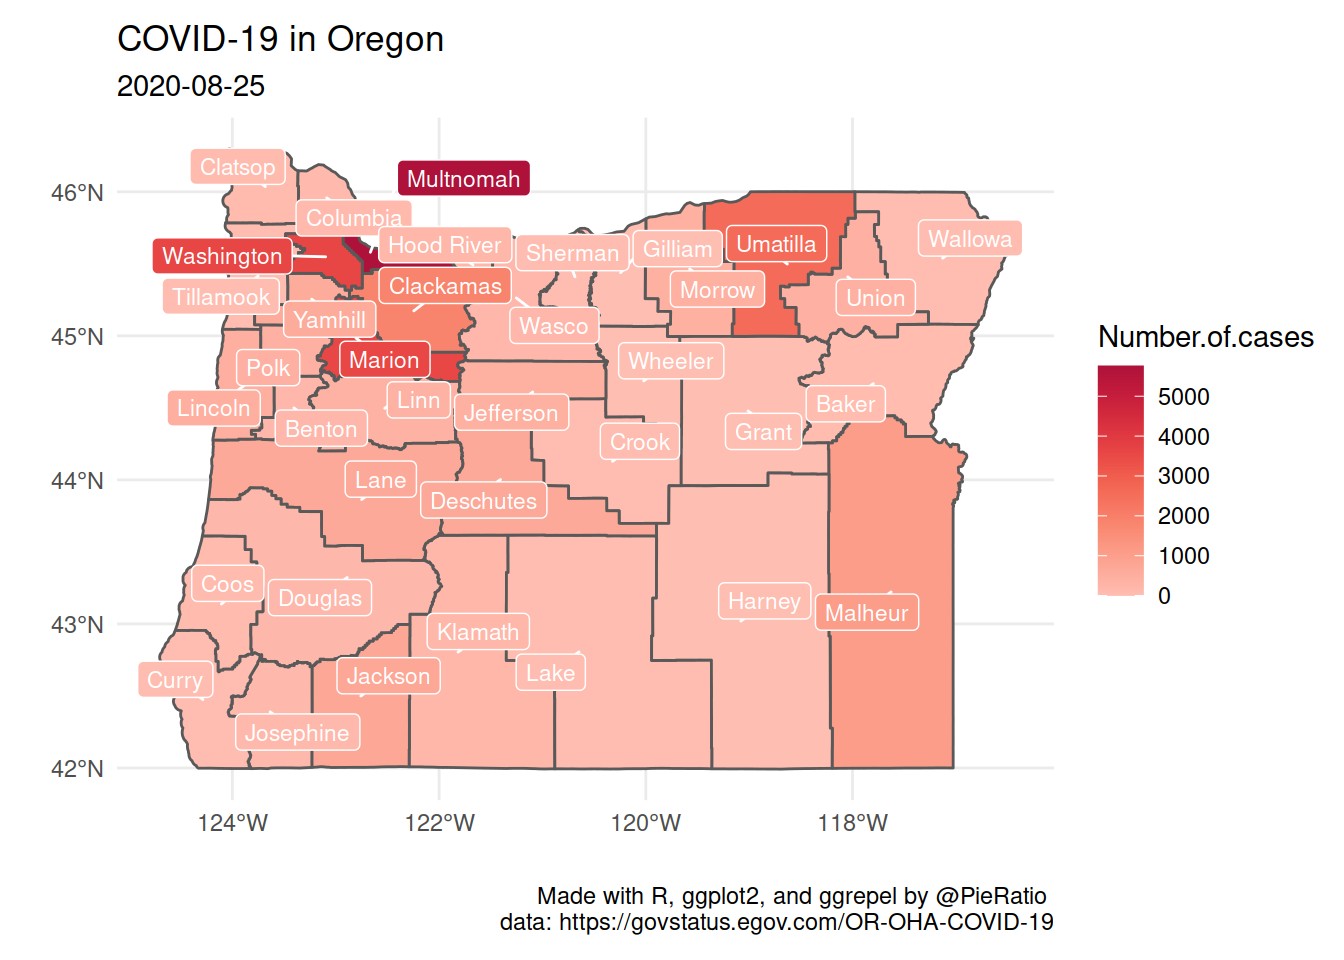 COVID-19 in Oregon
2020-08-25
46°N
45°N
44°N
43°N
42°N
Clatsop
Multnomah
Columbia
Washington
Hood River
Sherman
Gilliam
Umatilla
Wallowa
Tillamook
Clackamas
Morrow
Union
Yamhill
Wasco
Polk
Marion
Wheeler
Lincoln
Linn
Jefferson
Baker
Benton
Crook
Grant
Lane
Deschutes
Coos
Douglas
Harney
Malheur
Klamath
Curry
Jackson
Lake
Josephine
124°W
122°W
120°W
118°W
Number.of.cases
5000
4000
3000
2000
1000
0
Made with R, ggplot2, and ggrepel by @PieRatio
data: https://govstatus.egov.com/OR-OHA-COVID-19